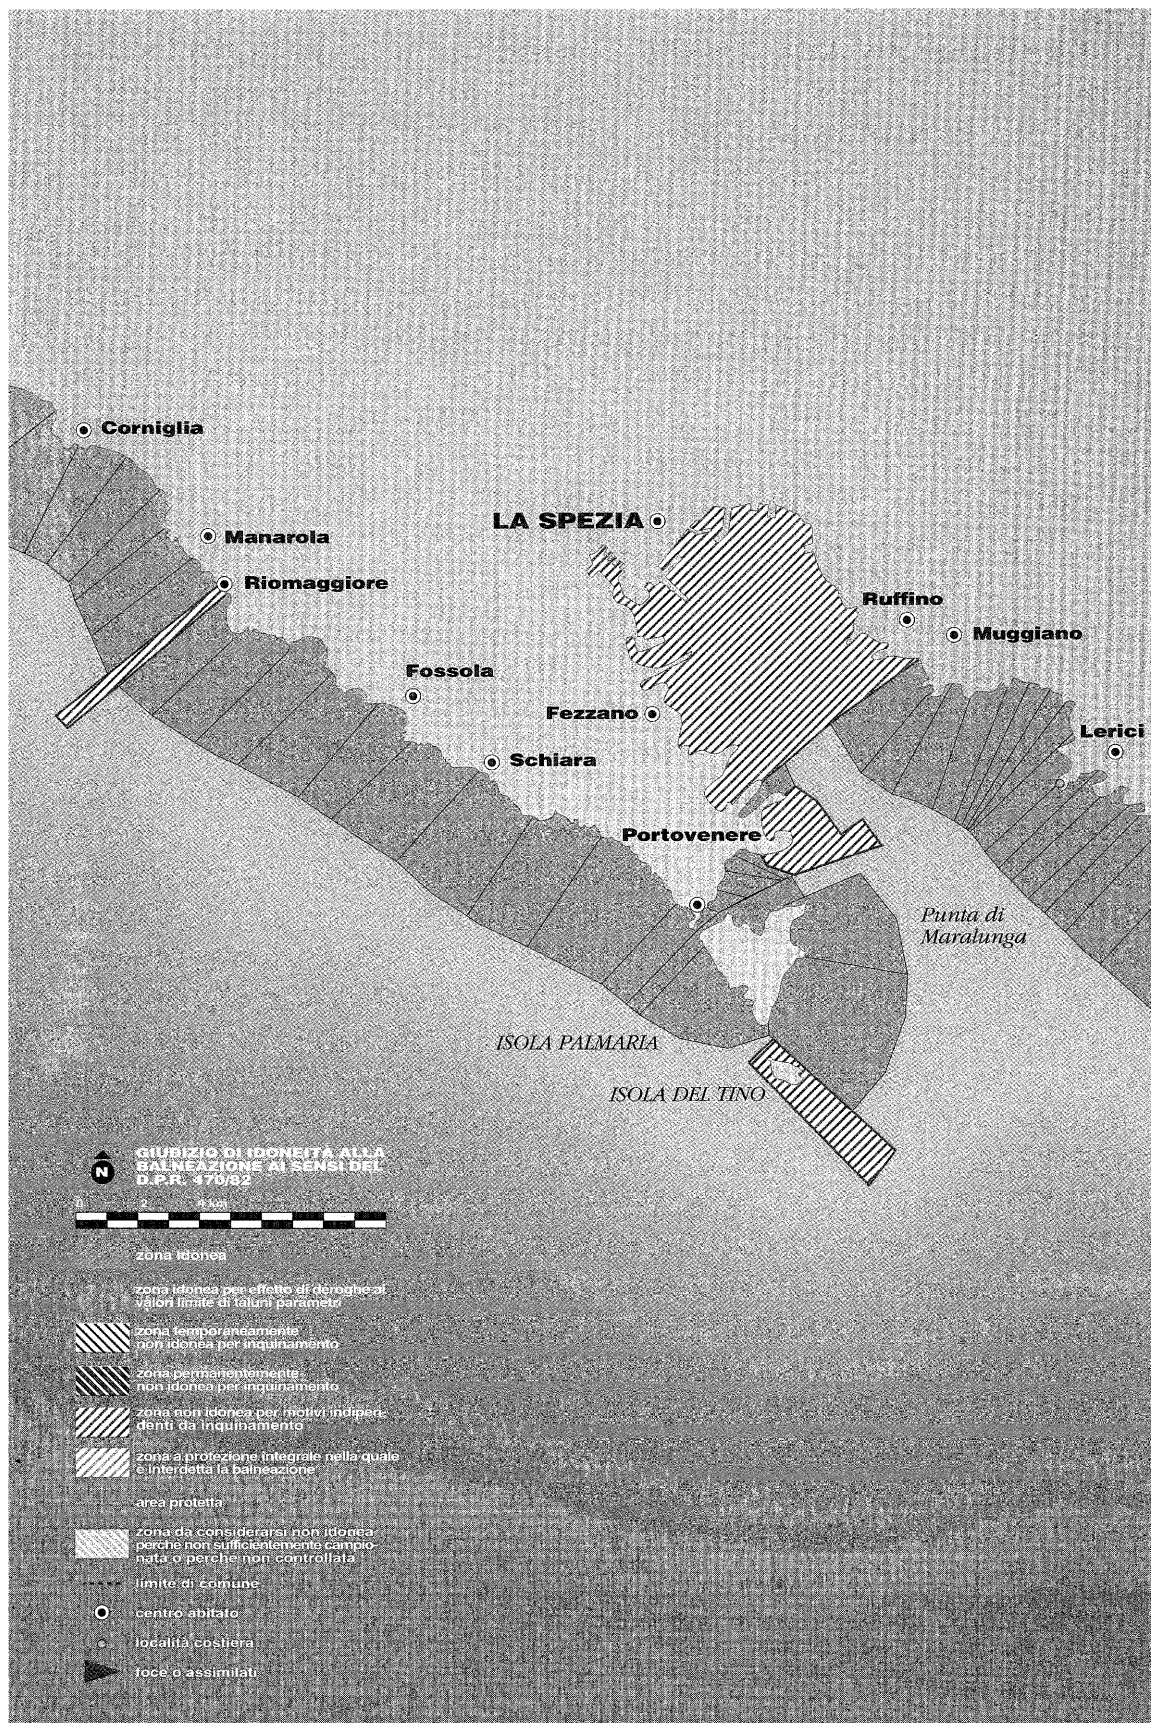 Corniglia
LA SPEZIA
Manarola
Riomaggiore
Ruffino
Muggiano
Fossola
Fezzano
Lerici
Schiara
Portovenere
Punta di
Maralunga
ISOLA PALMARIA
ISOLA DEL TINO
N
GIUDIZIO DI IDONEITÀ ALLA
BALNEAZIONE AI SENSI DEL
D.P.R. 470/82
0 2 4 km
zona idonea
zona idonea per effetto di deroghe ai
valori limite di taluni parametri
zona temporaneamente
non idonea per inquinamento
zona permanentemente
non idonea per inquinamento
zona non idonea per motivi indipen-
denti da inquinamento
zona a protezione integrale nella quale
è interdetta la balneazione
area protetta
zona da considerarsi non idonea
perchè non sufficientemente campio-
nata o perchè non controllata
limite di comune
centro abitato
località costiera
foce o assimilati